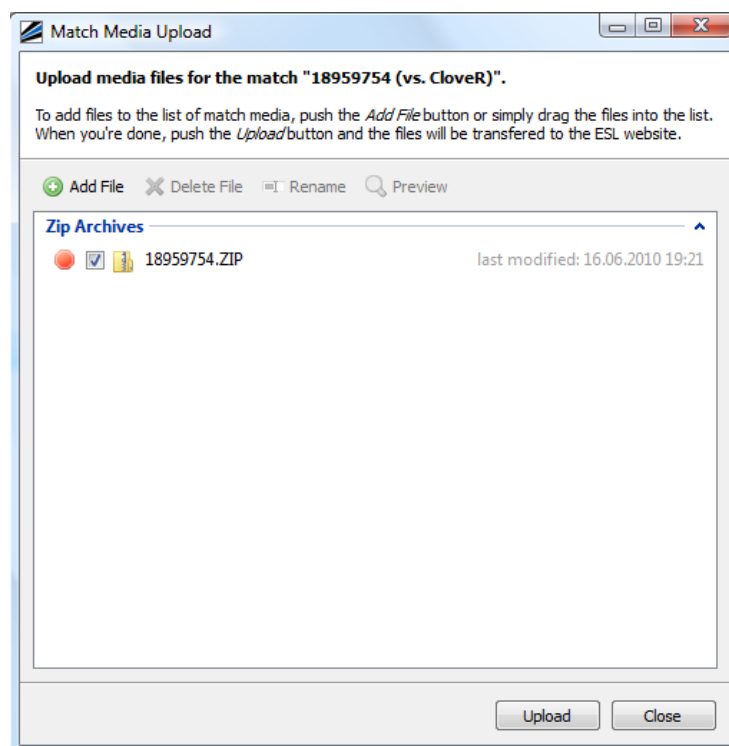 Match Media Upload
Upload media files for the match "18959754 (vs. CloveR)".
To add files to the list of match media, push the Add File button or simply drag the files into the list.
When you're done, push the Upload button and the files will be transfered to the ESL website.
Add File Delete File Rename Preview
Zip Archives
18959754.ZIP last modified: 16.06.2010 19:21
Upload Close